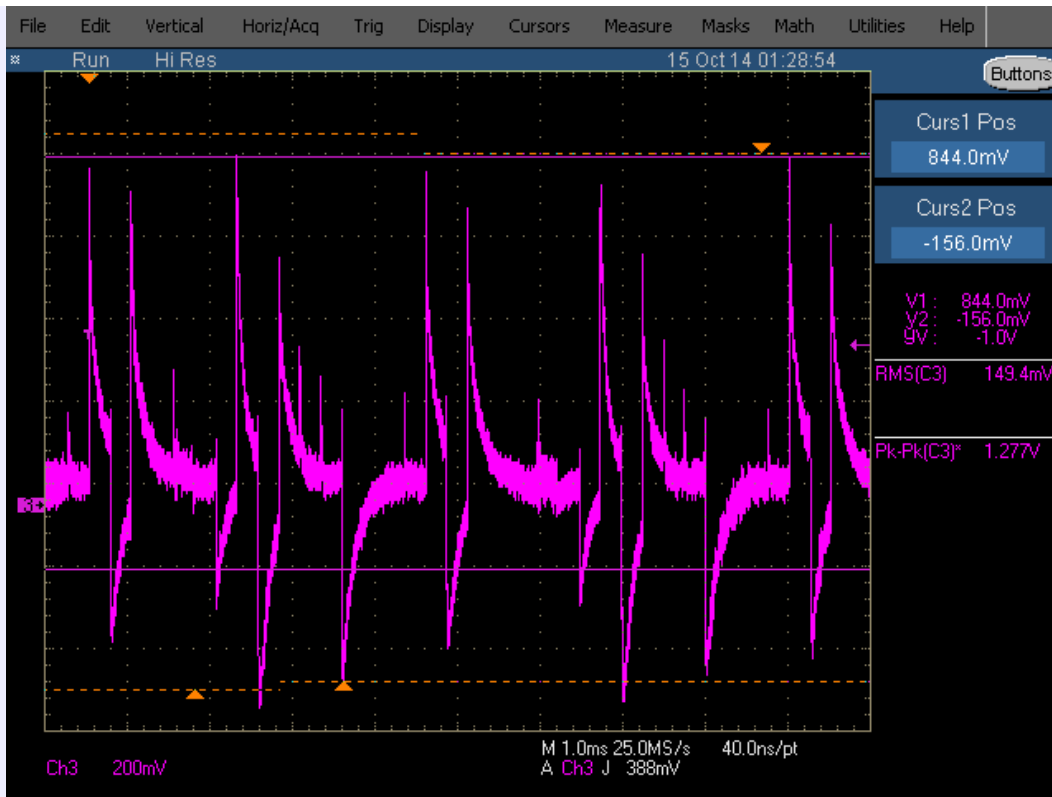 File Edit Vertical Horiz/Acq Trig Display Cursors Measure Masks Math Utilities Help
Run Hi Res 15 Oct 14 01:28:54
Buttons
Curs1 Pos
844.0mV
Curs2 Pos
-156.0mV
V1 : 844.0mV
V2 : -156.0mV
9V : -1.0V
RMS(C3) 149.4mV
Pk-Pk(C3)* 1.277V
3
M 1.0ms 25.0MS/s 40.0ns/pt
Ch3 200mV A Ch3 J 388mV